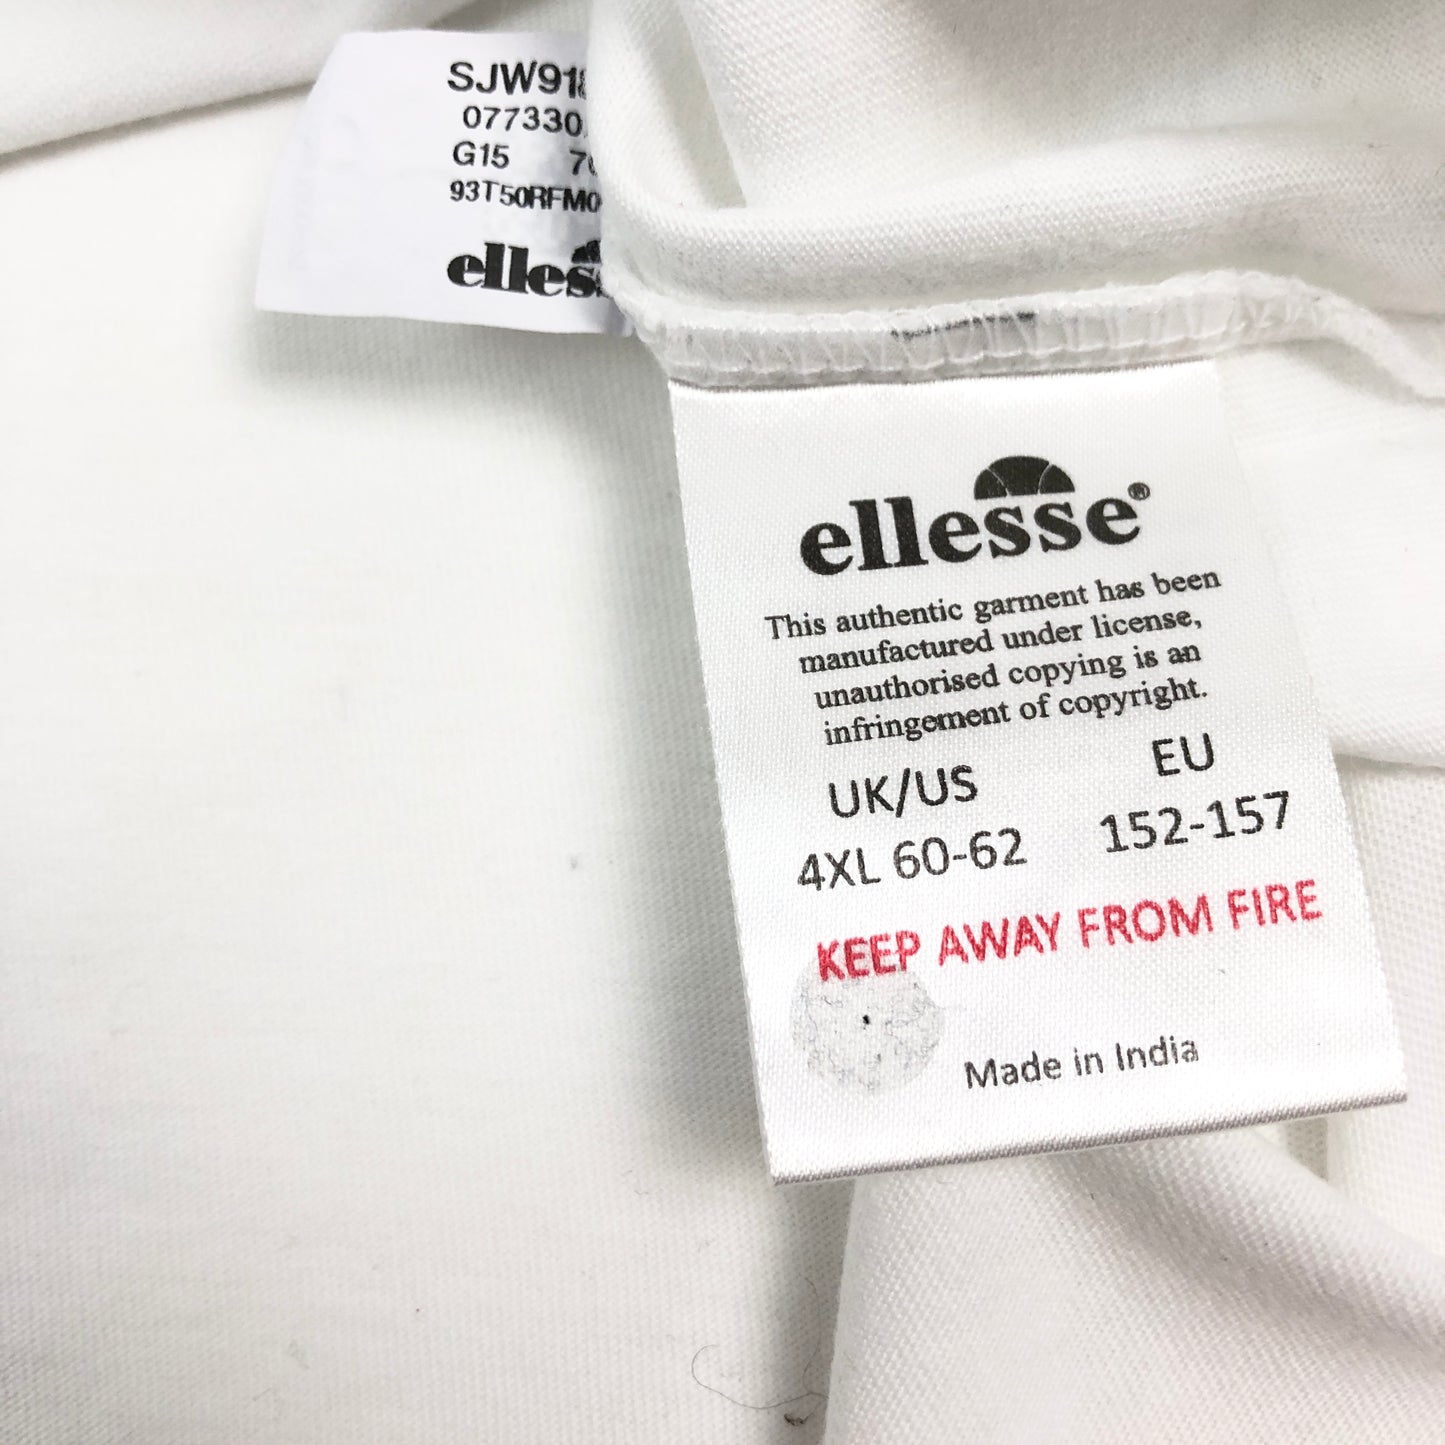 SJW91
077330
G15
93T50RFM0
elles
ellesse®
This authentic garment has been
manufactured under license,
unauthorised copying is an
infringement of copyright.
UK/US EU
4XL 60-62 152-157
KEEP AWAY FROM FIRE
Made in India